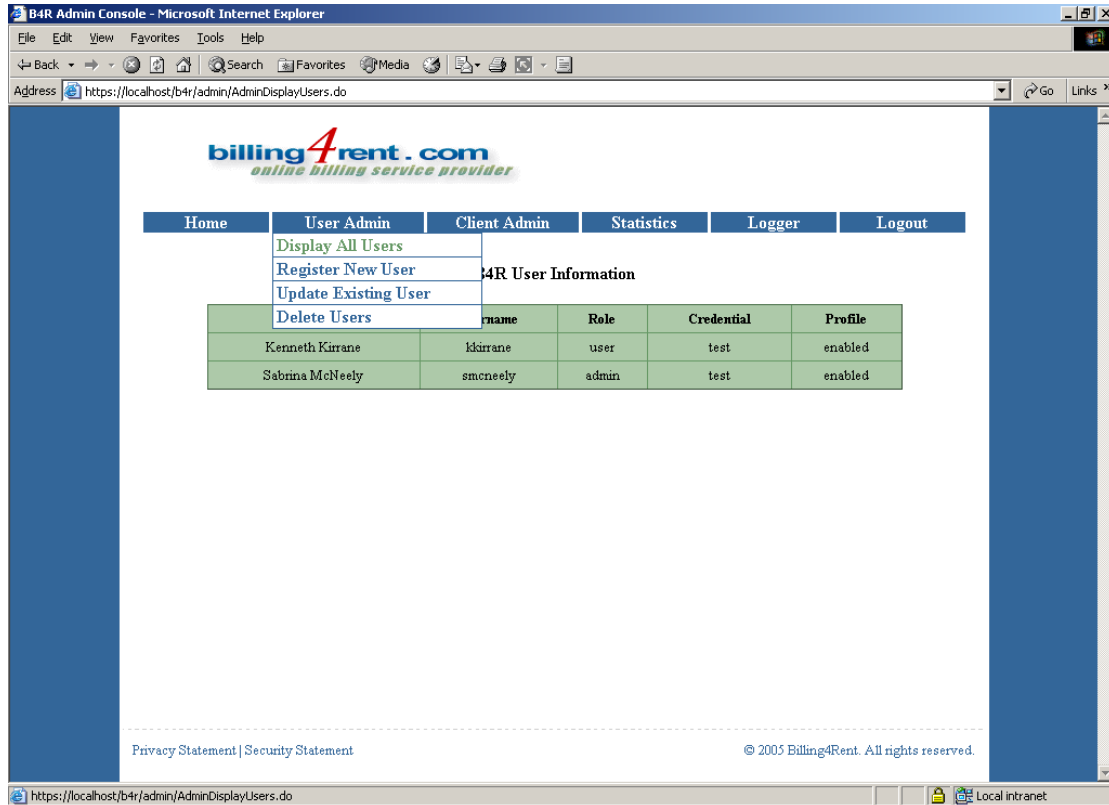 B4R Admin Console - Microsoft Internet Explorer
File Edit View Favorites Tools Help
Back Search Favorites Media
Address https://localhost/b4r/admin/AdminDisplayUsers.do Go Links »
billing4rent.com
online billing service provider
Home User Admin Client Admin Statistics Logger Logout
Display All Users
Register New User
Update Existing User
Delete Users
B4R User Information
Role Credential Profile
Kenneth Kirrane kkirrane user test enabled
Sabrina McNeely smcneely admin test enabled
Privacy Statement | Security Statement © 2005 Billing4Rent. All rights reserved.
https://localhost/b4r/admin/AdminDisplayUsers.do Local intranet